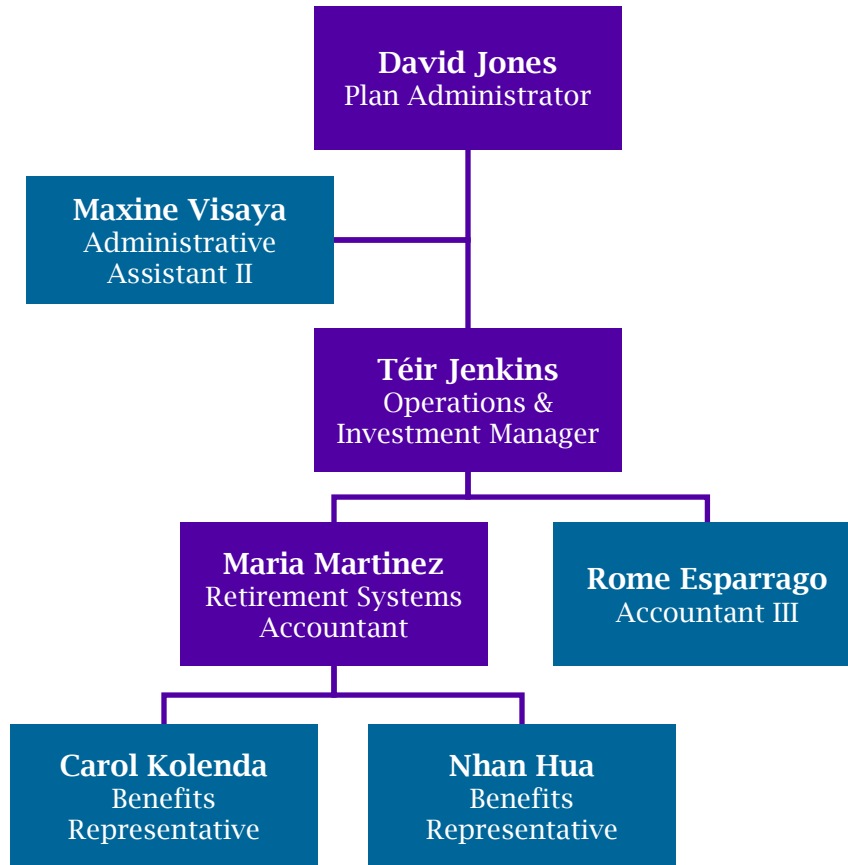 David Jones
Plan Administrator
Maxine Visaya
Administrative
Assistant II
Téir Jenkins
Operations &
Investment Manager
Maria Martinez
Retirement Systems
Accountant
Rome Esparrago
Accountant III
Carol Kolenda
Benefits
Representative
Nhan Hua
Benefits
Representative